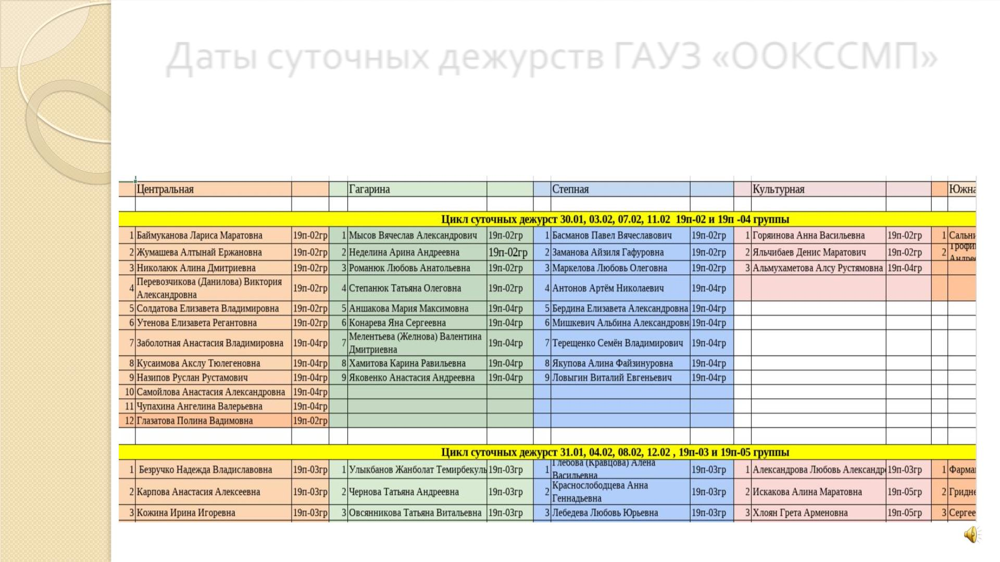 Даты суточных дежурств ГАУЗ «ООКССМП»
Центральная Гагарина Степная Культурная
Цикл суточных дежурст 30.01, 03.02, 07.02, 11.02 19п-02 и 19п -04 группы
1 Баймуканова Лариса Маратовна 19п-02гр 1 Мысов Вячеслав Александрович 19п-02гр 1 Басманов Павел Вячеславович 19п-02гр 1 Горяинова Анна Васильевна 19п-02гр 1
2 Жумашева Алтынай Ержановна 19п-02гр 2 Неделина Арина Андреевна 19п-02гр 2 Заманова Айзиля Гафуровна 19п-02гр 2 Яльчибаев Денис Маратович 19п-02гр 2
3 Николаюк Алина Дмитриевна 19п-02гр 3 Романюк Любовь Анатольевна 19п-02гр 3 Маркелова Любовь Олеговна 19п-02гр 3 Альмухаметова Алсу Рустямовна 19п-04гр
4 Перевозчикова (Данилова) Виктория
Александровна 19п-02гр 4 Степанюк Татьяна Олеговна 19п-02гр 4 Антонов Артём Николаевич 19п-04гр
5 Солдатова Елизавета Владимировна 19п-02гр 5 Аншакова Мария Максимовна 19п-04гр 5 Бердина Елизавета Александровна 19п-04гр
6 Утенова Елизавета Регантовна 19п-02гр 6 Конарева Яна Сергеевна 19п-04гр 6 Мишкевич Альбина Александровн 19п-04гр
7 Заболотная Анастасия Владимировна 19п-04гр 7 Мелентьева (Желнова) Валентина
Дмитриевна 19п-04гр 7 Терещенко Семён Владимирович 19п-04гр
8 Кусаимова Акслу Тюлегеновна 19п-04гр 8 Хамитова Карина Равильевна 19п-04гр 8 Якупова Алина Файзинуровна 19п-04гр
9 Назипов Руслан Рустамович 19п-04гр 9 Яковенко Анастасия Андреевна 19п-04гр 9 Ловыгин Виталий Евгеньевич 19п-04гр
10 Самойлова Анастасия Александровна 19п-04гр
11 Чупахина Ангелина Валерьевна 19п-04гр
12 Глазатова Полина Вадимовна 19п-02гр
Цикл суточных дежурст 31.01, 04.02, 08.02, 12.02 , 19п-03 и 19п-05 группы
1 Безручко Надежда Владиславовна 19п-03гр 1 Улыкбанов Жанболат Темирбекуль 19п-03гр 1 Глебова (Кравцова) Алена
Васильевна 19п-03гр 1 Александрова Любовь Александр 19п-03гр 1
2 Карпова Анастасия Алексеевна 19п-03гр 2 Чернова Татьяна Андреевна 19п-03гр 2 Краснослободцева Анна
Геннадьевна 19п-03гр 2 Искакова Алина Маратовна 19п-05гр 2
3 Кожина Ирина Игоревна 19п-03гр 3 Овсянникова Татьяна Витальевна 19п-03гр 3 Лебедева Любовь Юрьевна 19п-03гр 3 Хлоян Грета Арменовна 19п-05гр 3